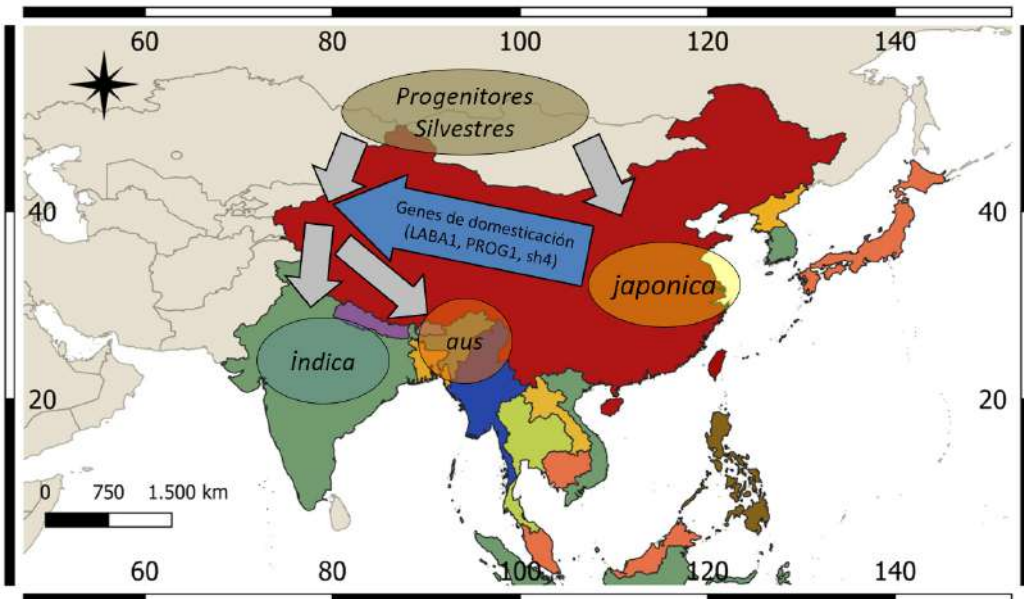 60 80 100 120 140
Progenitores
Silvestres
40 40
Genes de domesticación
(LABA1, PROG1, sh4)
japonica
aus
indica
20 20
0 750 1.500 km
60 80 100 120 140